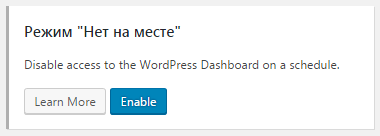 Режим "Нет на месте"
Disable access to the WordPress Dashboard on a schedule.
Learn More Enable